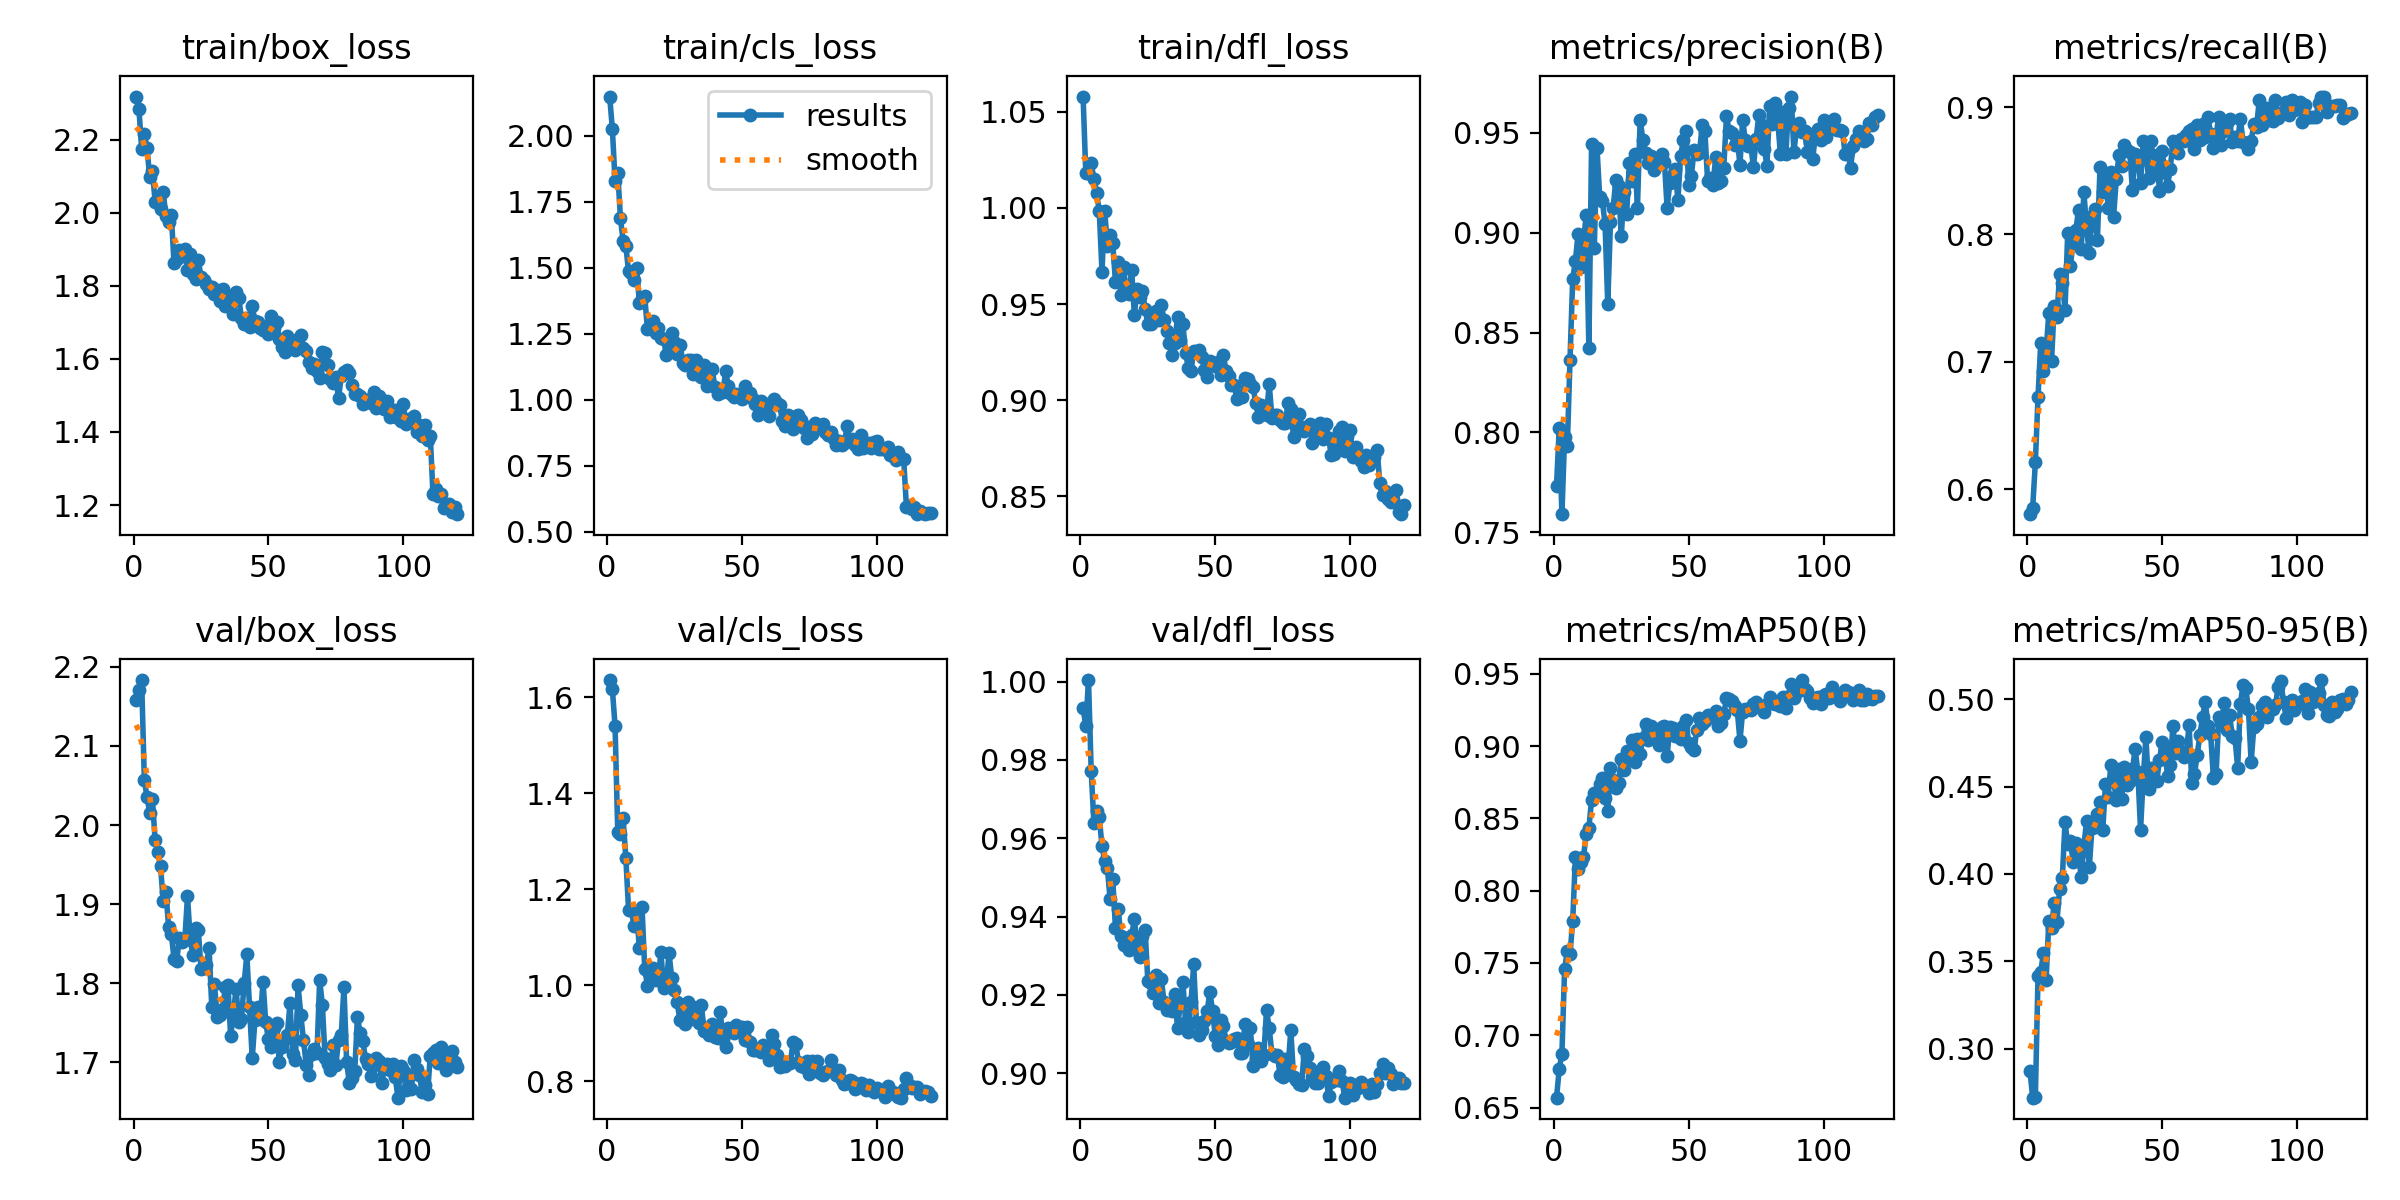 train/box_loss
2.2
2.0
1.8
1.6
1.4
1.2
0 50 100
train/cls_loss
results
smooth
2.00
1.75
1.50
1.25
1.00
0.75
0.50
0 50 100
train/dfl_loss
1.05
1.00
0.95
0.90
0.85
0 50 100
metrics/precision(B)
0.95
0.90
0.85
0.80
0.75
0 50 100
metrics/recall(B)
0.9
0.8
0.7
0.6
0 50 100
val/box_loss
2.2
2.1
2.0
1.9
1.8
1.7
0 50 100
val/cls_loss
1.6
1.4
1.2
1.0
0.8
0 50 100
val/dfl_loss
1.00
0.98
0.96
0.94
0.92
0.90
0 50 100
metrics/mAP50(B)
0.95
0.90
0.85
0.80
0.75
0.70
0.65
0 50 100
metrics/mAP50-95(B)
0.50
0.45
0.40
0.35
0.30
0 50 100